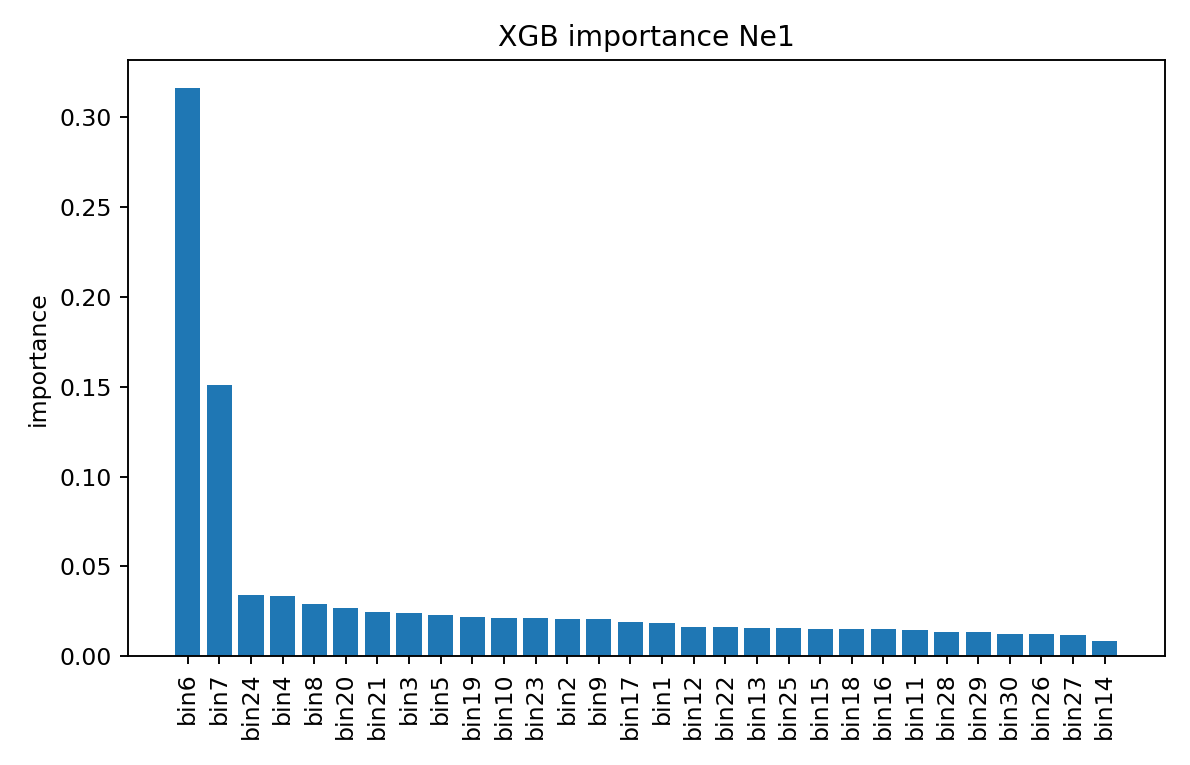 XGB importance Ne1
importance
0.30
0.25
0.20
0.15
0.10
0.05
0.00
bin6
bin7
bin24
bin4
bin8
bin20
bin21
bin3
bin5
bin19
bin10
bin23
bin2
bin9
bin17
bin1
bin12
bin22
bin13
bin25
bin15
bin18
bin16
bin11
bin28
bin29
bin30
bin26
bin27
bin14